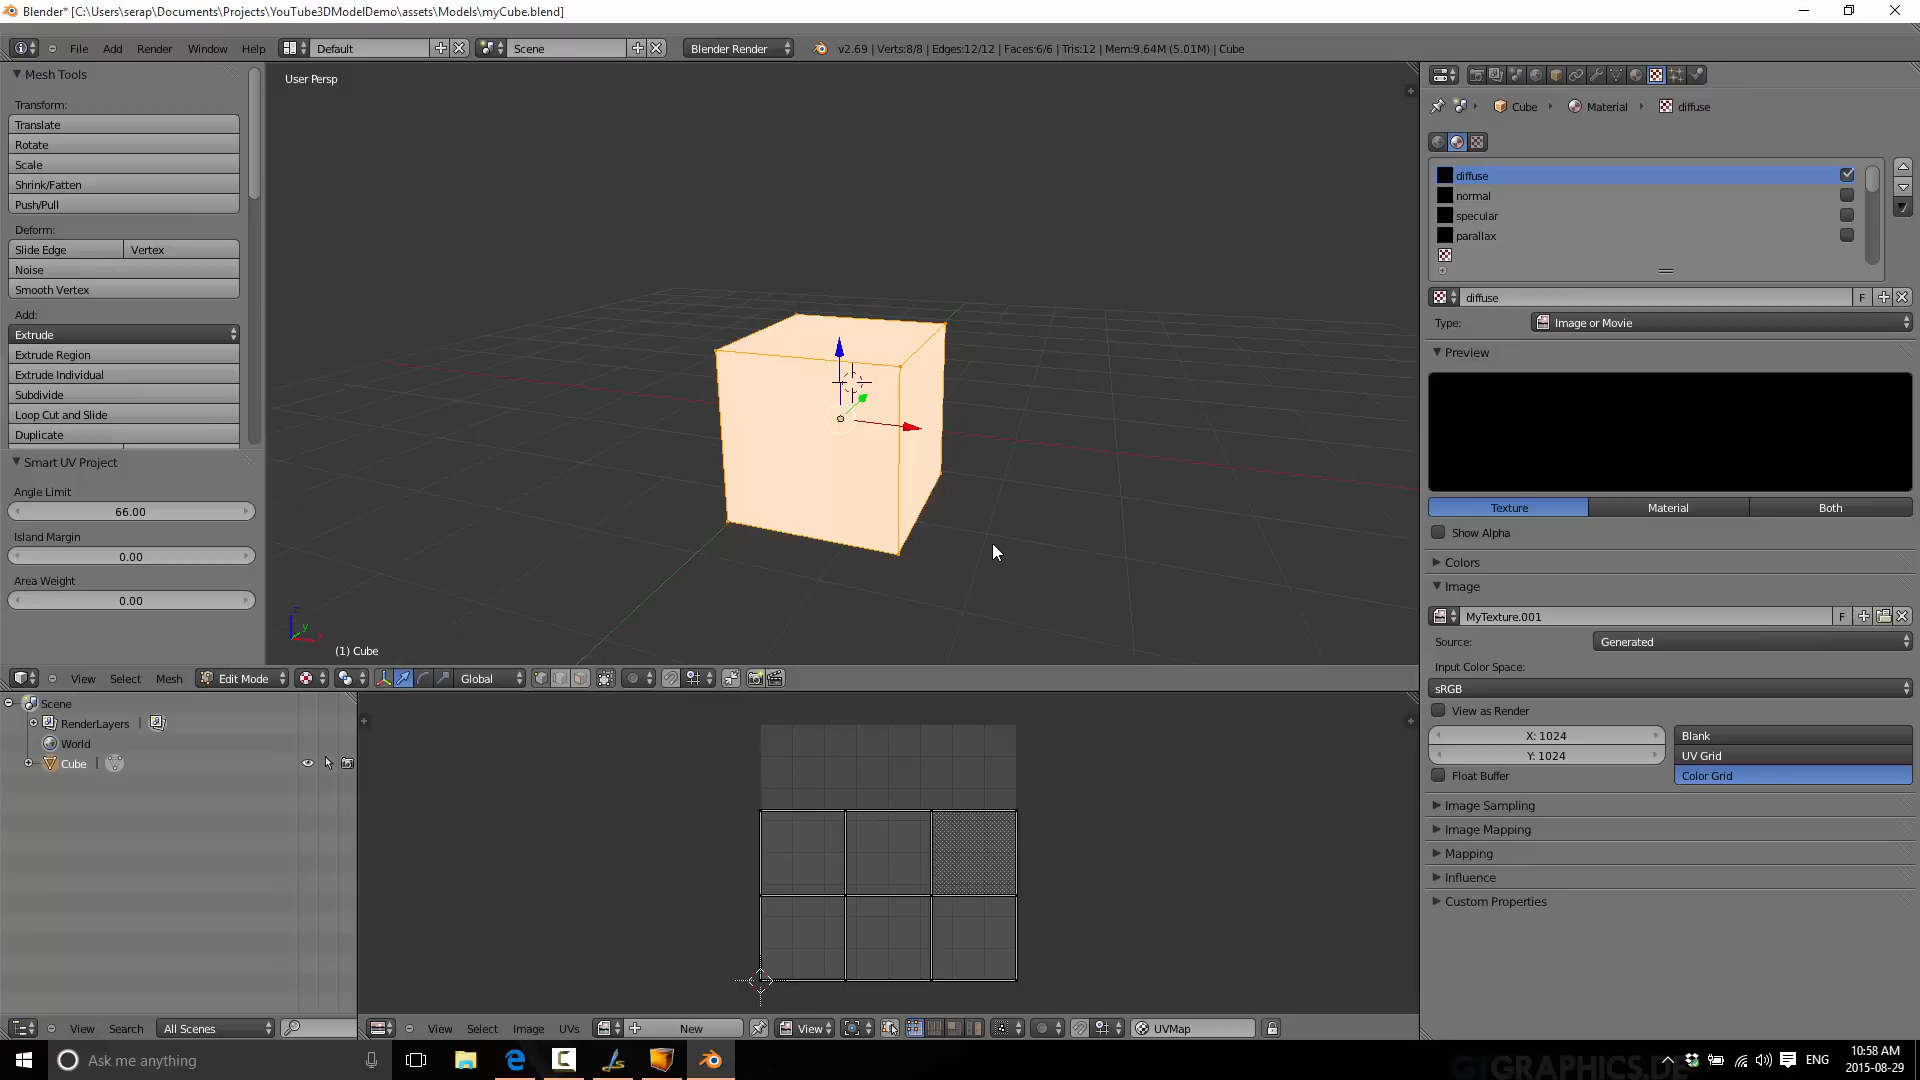 Blender* [C:\Users\serap\Documents\Projects\YouTube3DModelDemo\assets\Models\myCube.blend]
File Add Render Window Help Default Scene Blender Render v2.69 | Verts:8/8 | Edges:12/12 | Faces:6/6 | Tris:12 | Mem:9.64M (5.01M) | Cube
Mesh Tools
Transform:
Translate
Rotate
Scale
Shrink/Fatten
Push/Pull
Deform:
Slide Edge Vertex
Noise
Smooth Vertex
Add:
Extrude
Extrude Region
Extrude Individual
Subdivide
Loop Cut and Slide
Duplicate
Smart UV Project
Angle Limit
66.00
Island Margin
0.00
Area Weight
0.00
User Persp
z
y
x
(1) Cube
View Select Mesh Edit Mode Global
Scene
RenderLayers
World
Cube
View Search All Scenes
View Select Image UVs New View UVMap
Cube Material diffuse
diffuse
normal
specular
parallax
diffuse F
Type: Image or Movie
Preview
Texture Material Both
Show Alpha
Colors
Image
MyTexture.001 F
Source: Generated
Input Color Space:
sRGB
View as Render
X: 1024 Blank
Y: 1024 UV Grid
Float Buffer Color Grid
Image Sampling
Image Mapping
Mapping
Influence
Custom Properties
Ask me anything
GTGRAPHICS.DE
ENG
10:58 AM
2015-08-29